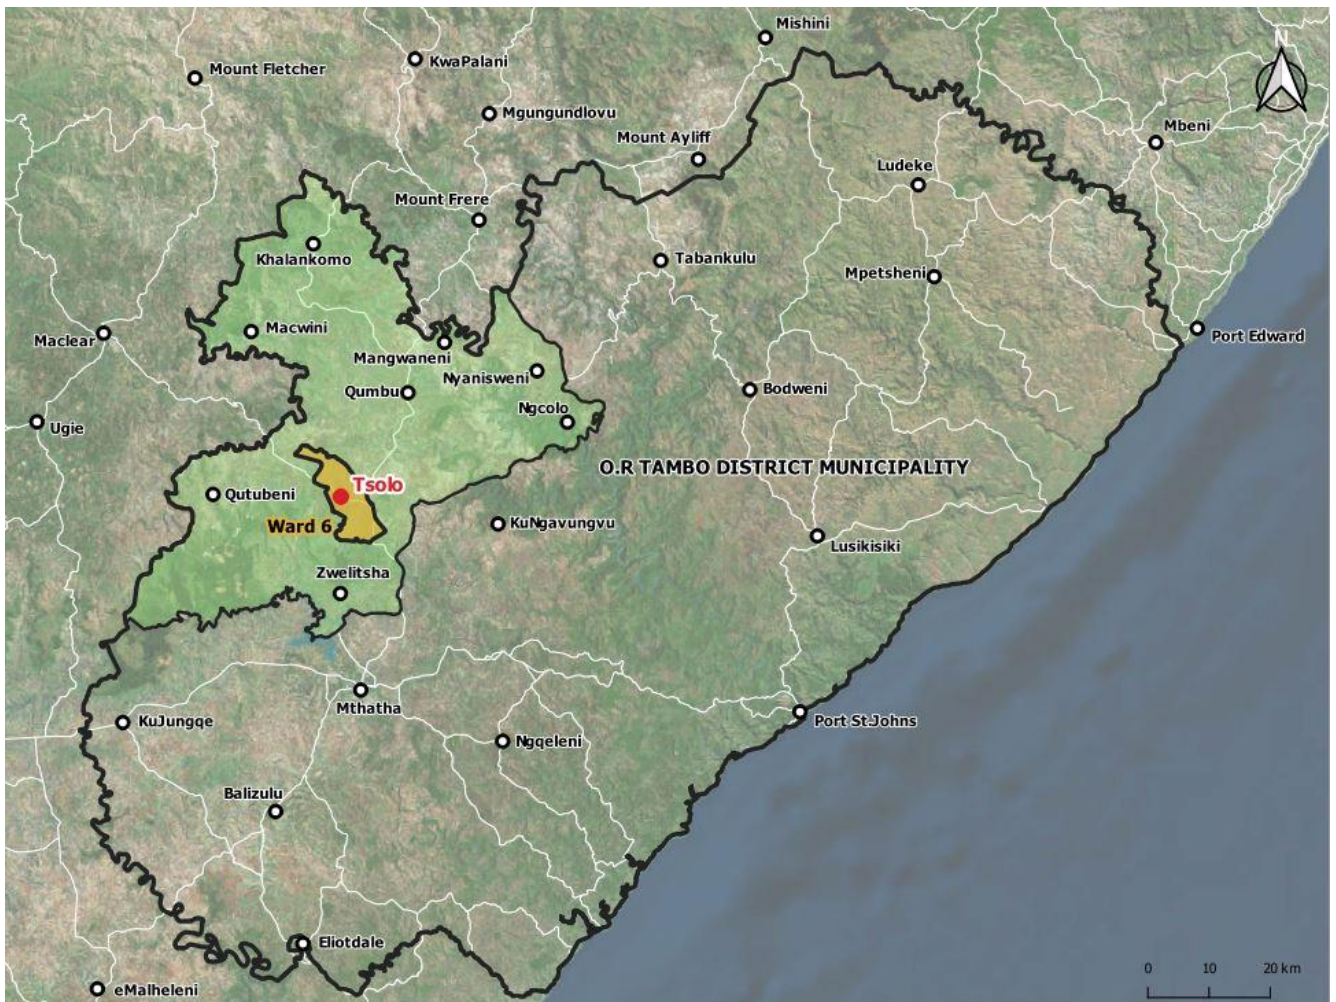 Mishini
N
KwaPalani
Mount Fletcher
Mgungundlovu
Mbeni
Mount Ayliff
Ludeke
Mount Frere
Khalankomo
Tabankulu
Mpetsheni
Macwini
Maclear
Port Edward
Mangwaneni
Nyanisweni
Qumbu
Bodweni
Ngcolo
Ugie
O.R TAMBO DISTRICT MUNICIPALITY
Tsolo
Qutubeni
Ward 6
KuNgavungvu
Lusikisiki
Zwelitsha
Mthatha
KuJungqe
Port St.Johns
Ngqeleni
Balizulu
Eliotdale
0 10 20 km
eMalheleni